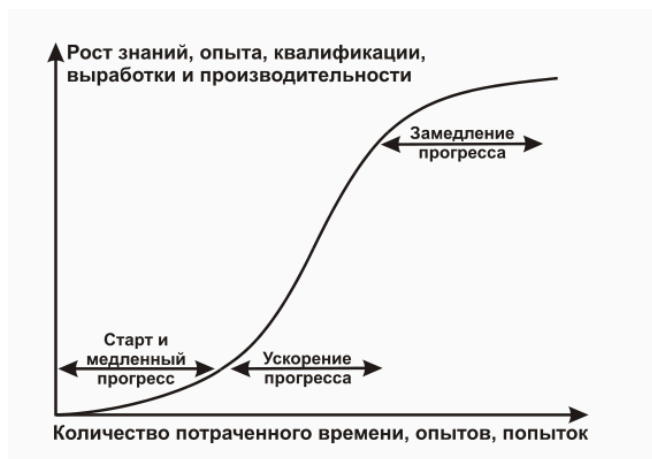 Рост знаний, опыта, квалификации,
выработки и производительности
Замедление
прогресса
Старт и
медленный
прогресс
Ускорение
прогресса
Количество потраченного времени, опытов, попыток